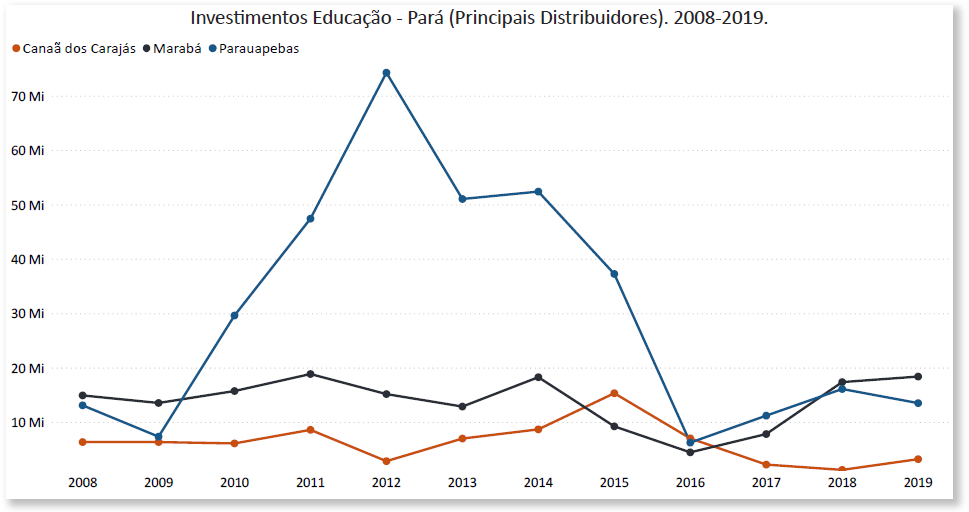 Investimentos Educação - Pará (Principais Distribuidores). 2008-2019.
Canaã dos Carajás Marabá Parauapebas
70 Mi
60 Mi
50 Mi
40 Mi
30 Mi
20 Mi
10 Mi
2008 2009 2010 2011 2012 2013 2014 2015 2016 2017 2018 2019